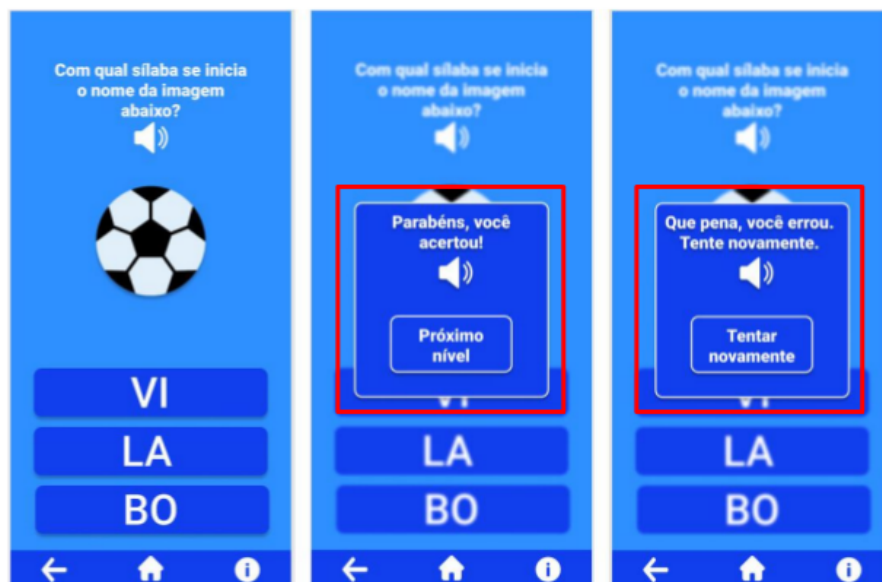 Com qual sílaba se inicia
o nome da imagem
abaixo?
VI
LA
BO
Com qual sílaba se inicia
o nome da imagem
abaixo?
Parabéns, você
acertou!
Próximo
nível
VI
LA
BO
Com qual sílaba se inicia
o nome da imagem
abaixo?
Que pena, você errou.
Tente novamente.
Tentar
novamente
VI
LA
BO